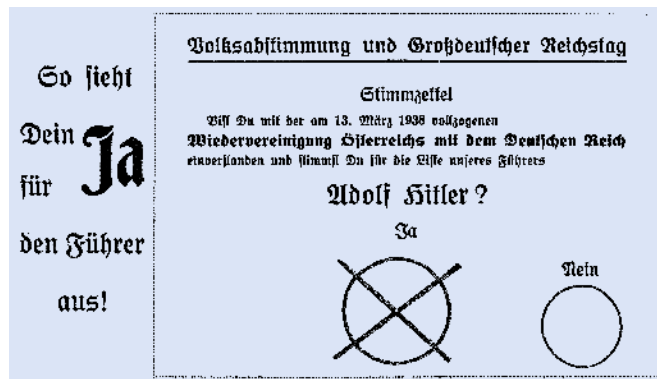 So sieht
Dein Ja
für
den Führer
aus!
Volksabstimmung und Großdeutscher Reichstag
Stimmzettel
Bist Du mit der am 13. März 1938 vollzogenen
Wiedervereinigung Österreichs mit dem Deutschen Reich
einverstanden und stimmst Du für die Liste unseres Führers
Adolf Hitler?
Ja
Nein